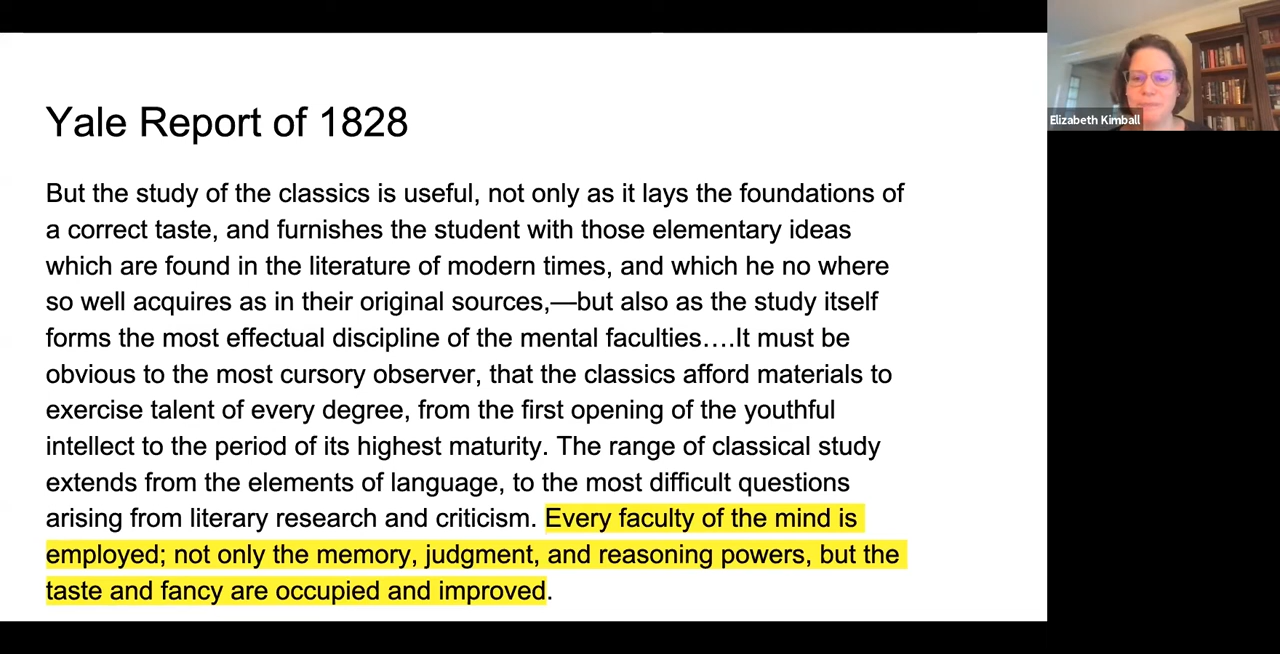 Yale Report of 1828
But the study of the classics is useful, not only as it lays the foundations of
a correct taste, and furnishes the student with those elementary ideas
which are found in the literature of modern times, and which he no where
so well acquires as in their original sources,—but also as the study itself
forms the most effectual discipline of the mental faculties….It must be
obvious to the most cursory observer, that the classics afford materials to
exercise talent of every degree, from the first opening of the youthful
intellect to the period of its highest maturity. The range of classical study
extends from the elements of language, to the most difficult questions
arising from literary research and criticism. Every faculty of the mind is
employed; not only the memory, judgment, and reasoning powers, but the
taste and fancy are occupied and improved.
Elizabeth Kimball